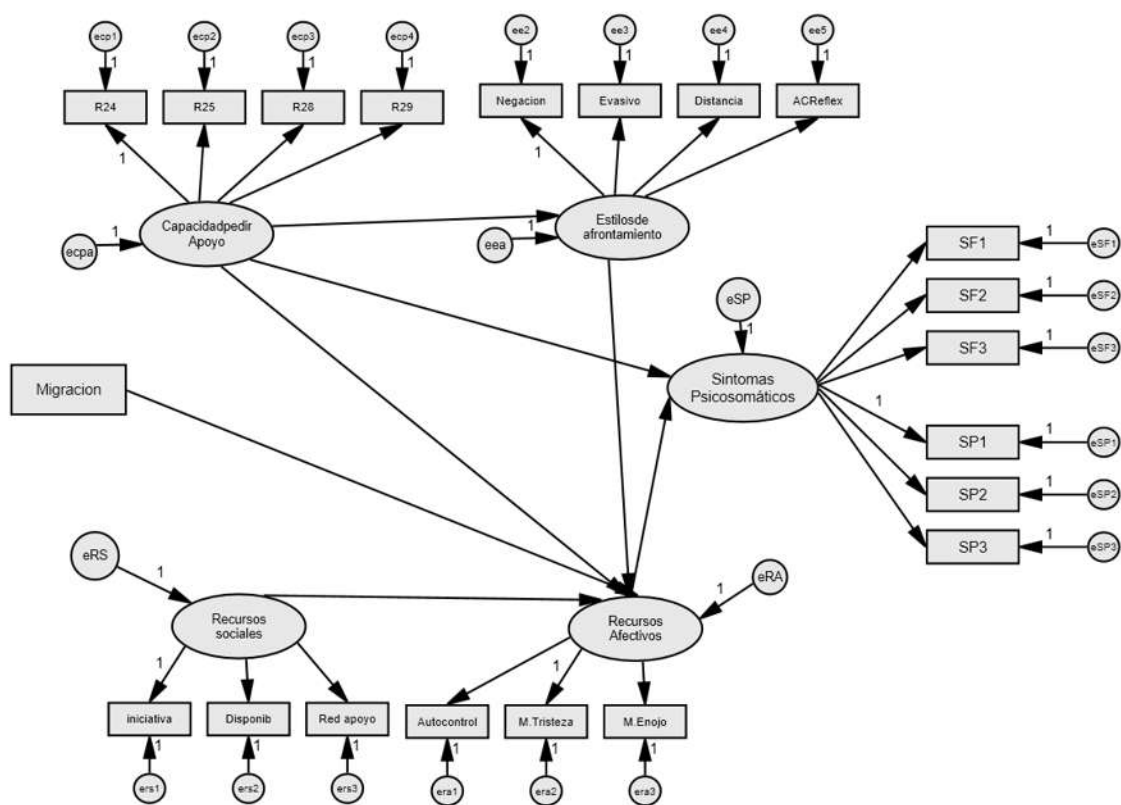 ecp1
ecp2
ecp3
ecp4
1
1
1
1
R24
R25
R28
R29
1
ee2
ee3
ee4
ee5
1
1
1
1
Negacion
Evasivo
Distancia
ACReflex
1
Capacidadpedir
Apoyo
1
ecpa
Estilosde
afrontamiento
1
eea
eSP
1
SF1
1
eSF1
SF2
1
eSF2
SF3
1
eSF3
Sintomas
Psicosomáticos
1
SP1
1
eSP1
SP2
1
eSP2
SP3
1
eSP3
Migracion
eRS
1
Recursos
sociales
1
eRA
1
Recursos
Afectivos
1
iniciativa
Disponib
Red apoyo
Autocontrol
M.Tristeza
M.Enojo
1
1
1
1
1
1
ers1
ers2
ers3
era1
era2
era3